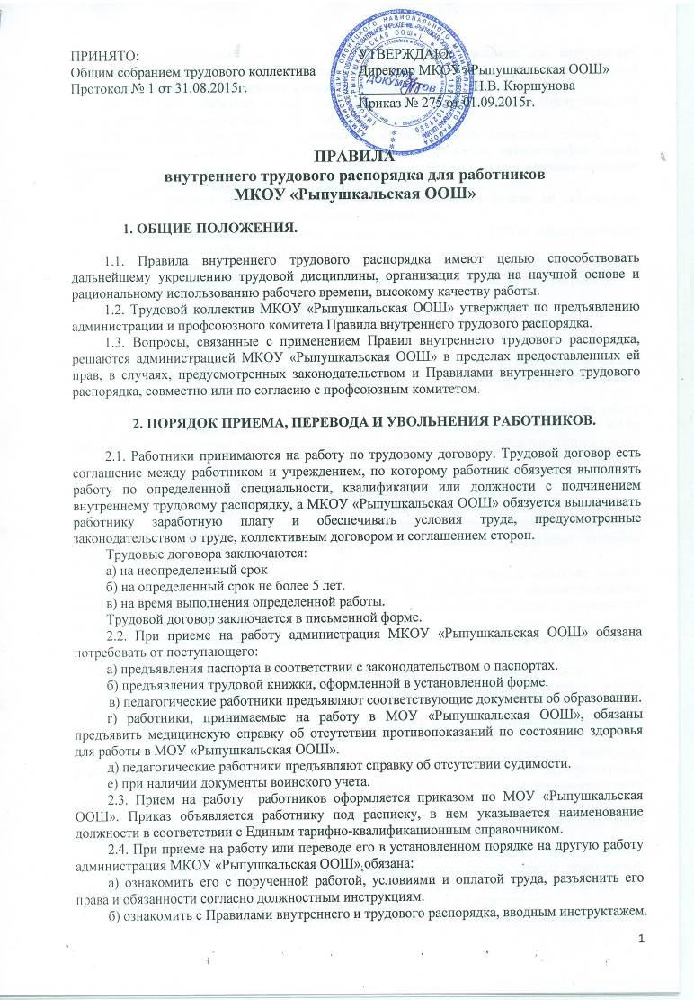 ПРИНЯТО:
Общим собранием трудового коллектива
Протокол № 1 от 31.08.2015г.
УТВЕРЖДАЮ:
Директор МКОУ «Рыпушкальская ООШ»
Н.В. Кюршунова
Приказ № 275 от 01.09.2015г.
ДОКУМЕНТОВ
ПРАВИЛА
внутреннего трудового распорядка для работников
МКОУ «Рыпушкальская ООШ»
1. ОБЩИЕ ПОЛОЖЕНИЯ.
1.1. Правила внутреннего трудового распорядка имеют целью способствовать
дальнейшему укреплению трудовой дисциплины, организация труда на научной основе и
рациональному использованию рабочего времени, высокому качеству работы.
1.2. Трудовой коллектив МКОУ «Рыпушкальская ООШ» утверждает по предъявлению
администрации и профсоюзного комитета Правила внутреннего трудового распорядка.
1.3. Вопросы, связанные с применением Правил внутреннего трудового распорядка,
решаются администрацией МКОУ «Рыпушкальская ООШ» в пределах предоставленных ей
прав, в случаях, предусмотренных законодательством и Правилами внутреннего трудового
распорядка, совместно или по согласию с профсоюзным комитетом.
2. ПОРЯДОК ПРИЕМА, ПЕРЕВОДА И УВОЛЬНЕНИЯ РАБОТНИКОВ.
2.1. Работники принимаются на работу по трудовому договору. Трудовой договор есть
соглашение между работником и учреждением, по которому работник обязуется выполнять
работу по определенной специальности, квалификации или должности с подчинением
внутреннему трудовому распорядку, а МКОУ «Рыпушкальская ООШ» обязуется выплачивать
работнику заработную плату и обеспечивать условия труда, предусмотренные
законодательством о труде, коллективным договором и соглашением сторон.
Трудовые договора заключаются:
а) на неопределенный срок
б) на определенный срок не более 5 лет.
в) на время выполнения определенной работы.
Трудовой договор заключается в письменной форме.
2.2. При приеме на работу администрация МКОУ «Рыпушкальская ООШ» обязана
потребовать от поступающего:
а) предъявления паспорта в соответствии с законодательством о паспортах.
б) предъявления трудовой книжки, оформленной в установленной форме.
в) педагогические работники предъявляют соответствующие документы об образовании.
г) работники, принимаемые на работу в МОУ «Рыпушкальская ООШ», обязаны
предъявить медицинскую справку об отсутствии противопоказаний по состоянию здоровья
для работы в МОУ «Рыпушкальская ООШ».
д) педагогические работники предъявляют справку об отсутствии судимости.
е) при наличии документы воинского учета.
2.3. Прием на работу работников оформляется приказом по МОУ «Рыпушкальская
ООШ». Приказ объявляется работнику под расписку, в нем указывается наименование
должности в соответствии с Единым тарифно-квалификационным справочником.
2.4. При приеме на работу или переводе его в установленном порядке на другую работу
администрация МКОУ «Рыпушкальская ООШ» обязана:
а) ознакомить его с порученной работой, условиями и оплатой труда, разъяснить его
права и обязанности согласно должностным инструкциям.
б) ознакомить с Правилами внутреннего и трудового распорядка, вводным инструктажем.
1